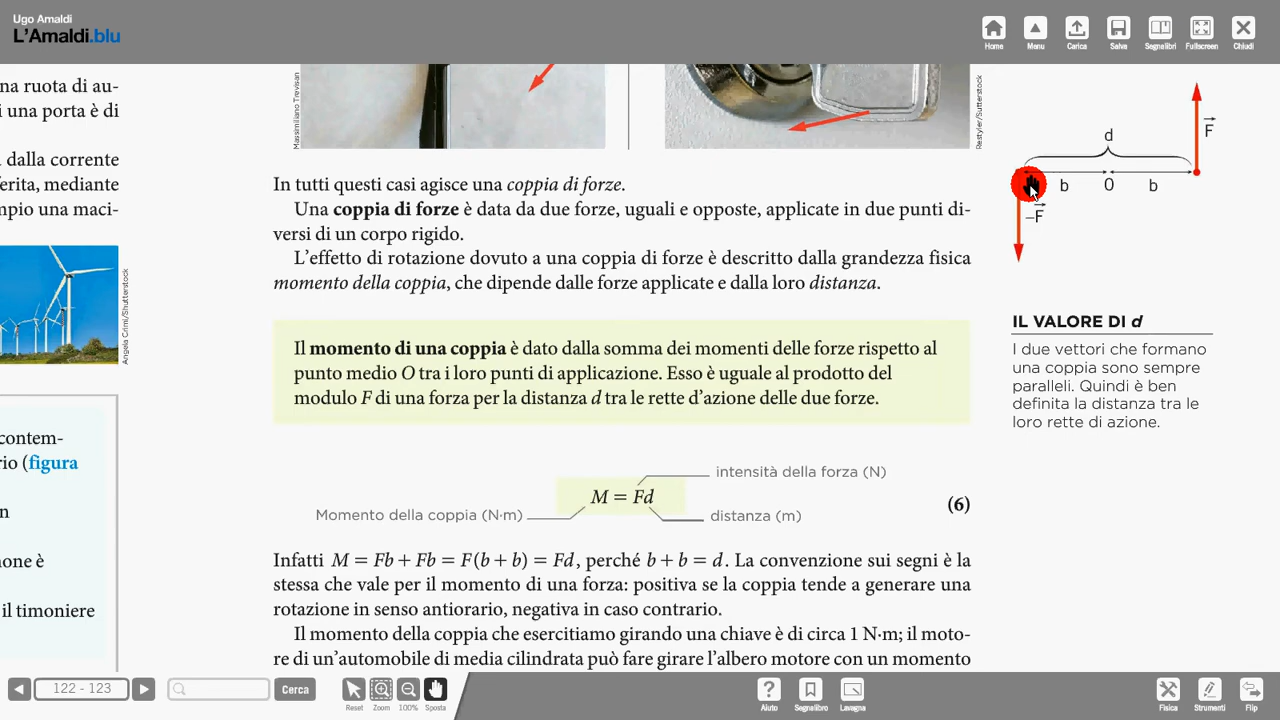 Ugo Amaldi
L'Amaldi.blu
Home
Menu
Carica
Salva
Segnalibri
Fullscreen
Chiudi
na ruota di au-
i una porta è di
a dalla corrente
ferita, mediante
mpio una maci-
Angela Crimi/Shutterstock
contem-
rio (figura
n
none è
il timoniere
Massimiliano Trevisan
Restyler/Sutterstock
In tutti questi casi agisce una coppia di forze.
Una coppia di forze è data da due forze, uguali e opposte, applicate in due punti di-
versi di un corpo rigido.
L'effetto di rotazione dovuto a una coppia di forze è descritto dalla grandezza fisica
momento della coppia, che dipende dalle forze applicate e dalla loro distanza.
Il momento di una coppia è dato dalla somma dei momenti delle forze rispetto al
punto medio O tra i loro punti di applicazione. Esso è uguale al prodotto del
modulo F di una forza per la distanza d tra le rette d'azione delle due forze.
intensità della forza (N)
M = Fd
(6)
Momento della coppia (N·m)
distanza (m)
Infatti M = Fb + Fb = F(b + b) = Fd, perché b + b = d. La convenzione sui segni è la
stessa che vale per il momento di una forza: positiva se la coppia tende a generare una
rotazione in senso antiorario, negativa in caso contrario.
Il momento della coppia che esercitiamo girando una chiave è di circa 1 N·m; il moto-
re di un'automobile di media cilindrata può fare girare l'albero motore con un momento
d
F
b
O
b
−F
IL VALORE DI d
I due vettori che formano
una coppia sono sempre
paralleli. Quindi è ben
definita la distanza tra le
loro rette di azione.
122 - 123
Cerca
Reset
Zoom
100%
Sposta
Aiuto
Segnalibro
Lavagna
Fisica
Strumenti
Flip